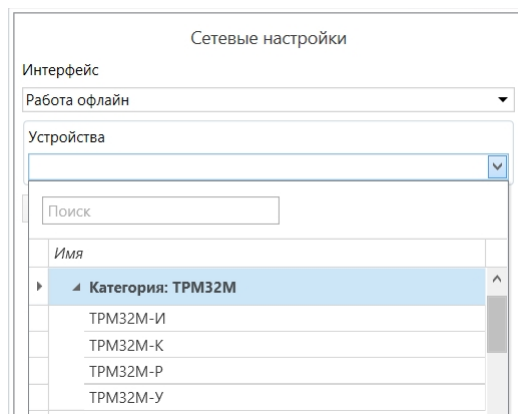 Сетевые настройки
Интерфейс
Работа офлайн
Устройства
Поиск
Имя
Категория: ТРМ32М
ТРМ32М-И
ТРМ32М-К
ТРМ32М-Р
ТРМ32М-У